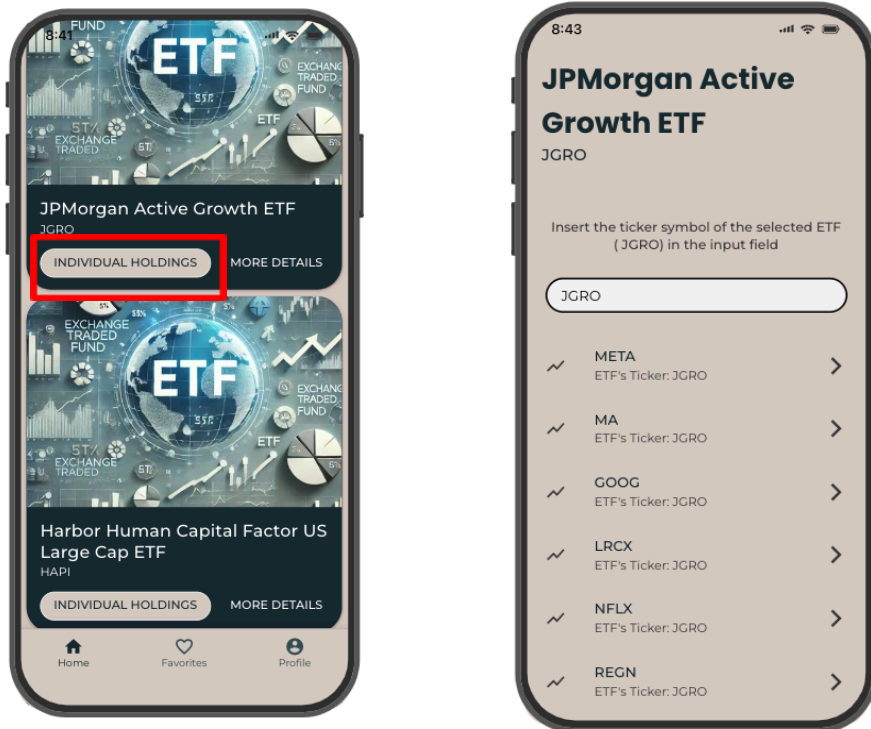 FUND
8:41
ETF
EXCHANGE
TRADED
FUND
ETF
EXCHANGE
TRADED
JPMorgan Active Growth ETF
JGRO
INDIVIDUAL HOLDINGS
MORE DETAILS
EXCHANGE
TRADED
FUND
ETF
EXCHANG
TRADED
FUND
ETF
EXCHANGE
TRADED
Harbor Human Capital Factor US
Large Cap ETF
HAPI
INDIVIDUAL HOLDINGS
MORE DETAILS
Home
Favorites
Profile
8:43
JPMorgan Active
Growth ETF
JGRO
Insert the ticker symbol of the selected ETF
( JGRO) in the input field
JGRO
META
ETF's Ticker: JGRO
MA
ETF's Ticker: JGRO
GOOG
ETF's Ticker: JGRO
LRCX
ETF's Ticker: JGRO
NFLX
ETF's Ticker: JGRO
REGN
ETF's Ticker: JGRO